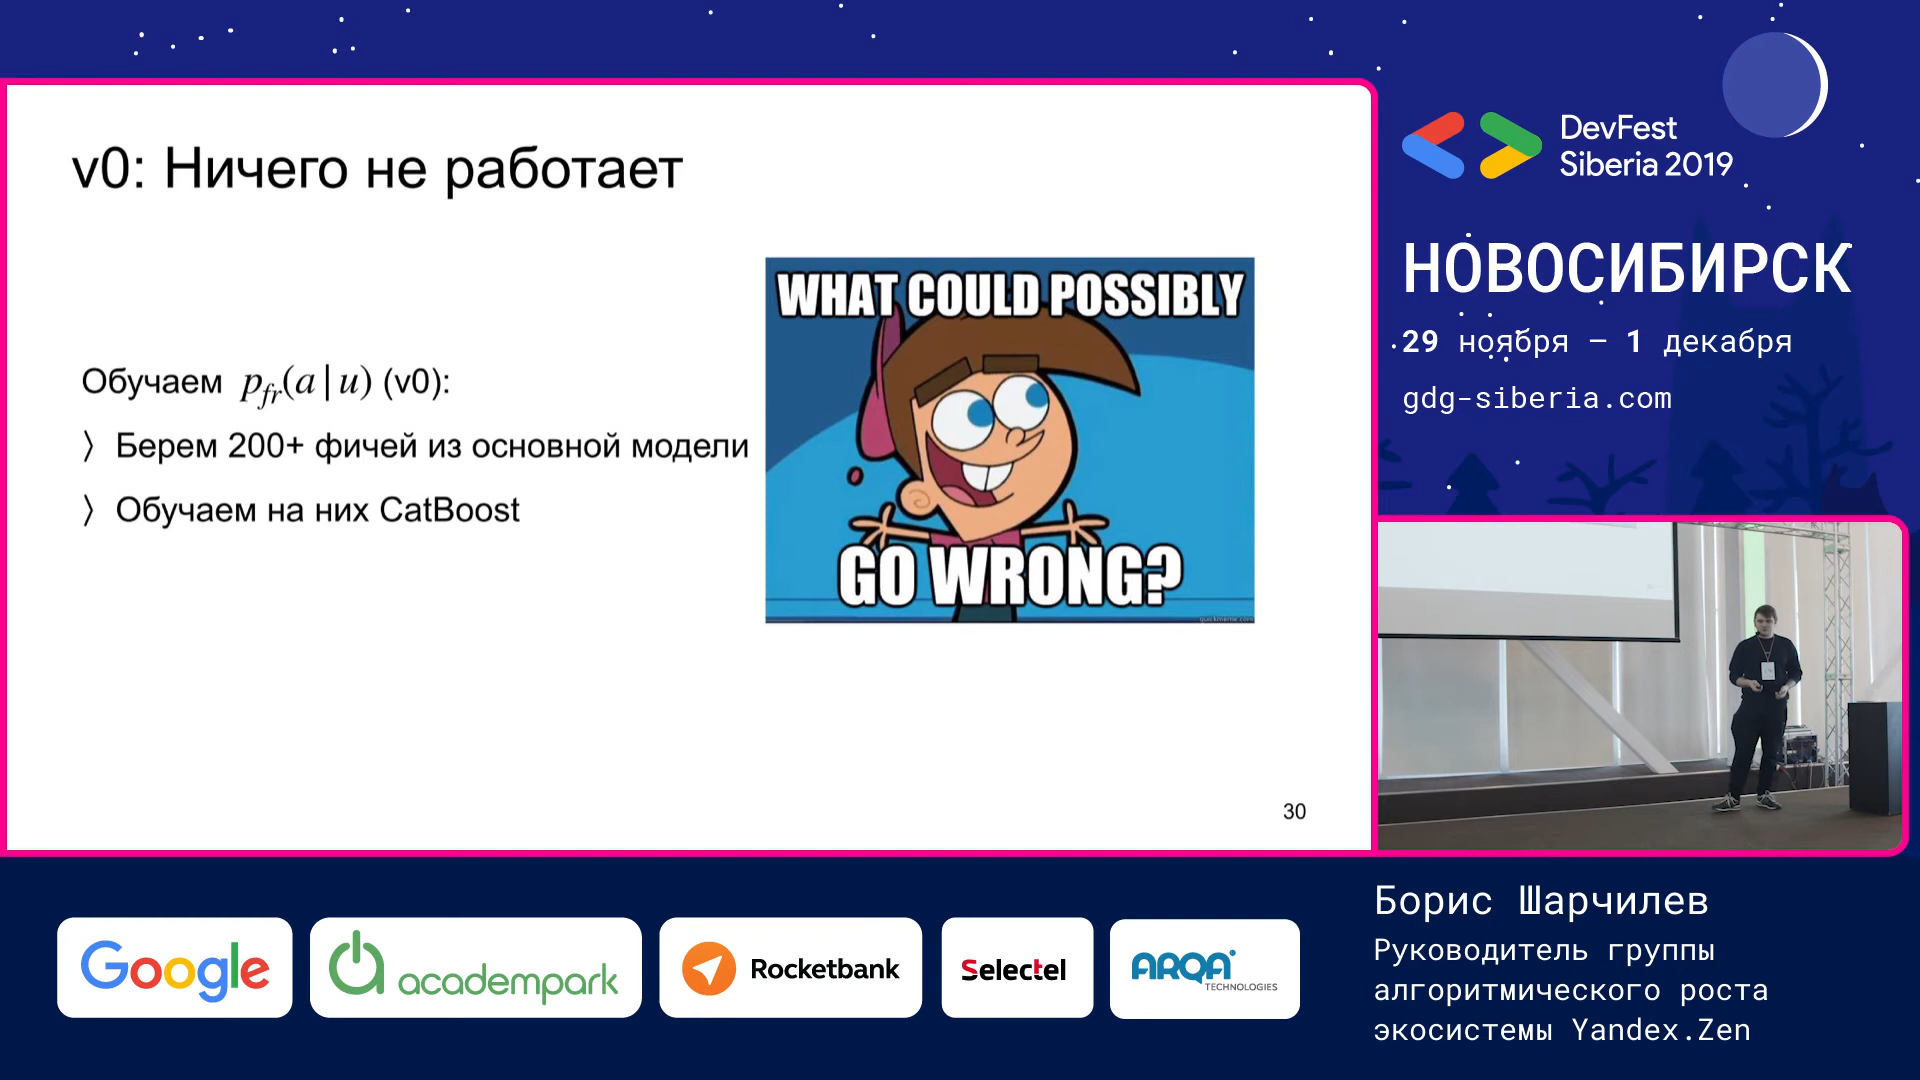 v0: Ничего не работает
Обучаем p_fr(a|u) (v0):
〉 Берем 200+ фичей из основной модели
〉 Обучаем на них CatBoost
WHAT COULD POSSIBLY
GO WRONG?
quickmeme.com
30
DevFest
Siberia 2019
НОВОСИБИРСК
29 ноября – 1 декабря
gdg-siberia.com
Google
academpark
Rocketbank
Selectel
ARQA
TECHNOLOGIES
Борис Шарчилев
Руководитель группы
алгоритмического роста
экосистемы Yandex.Zen